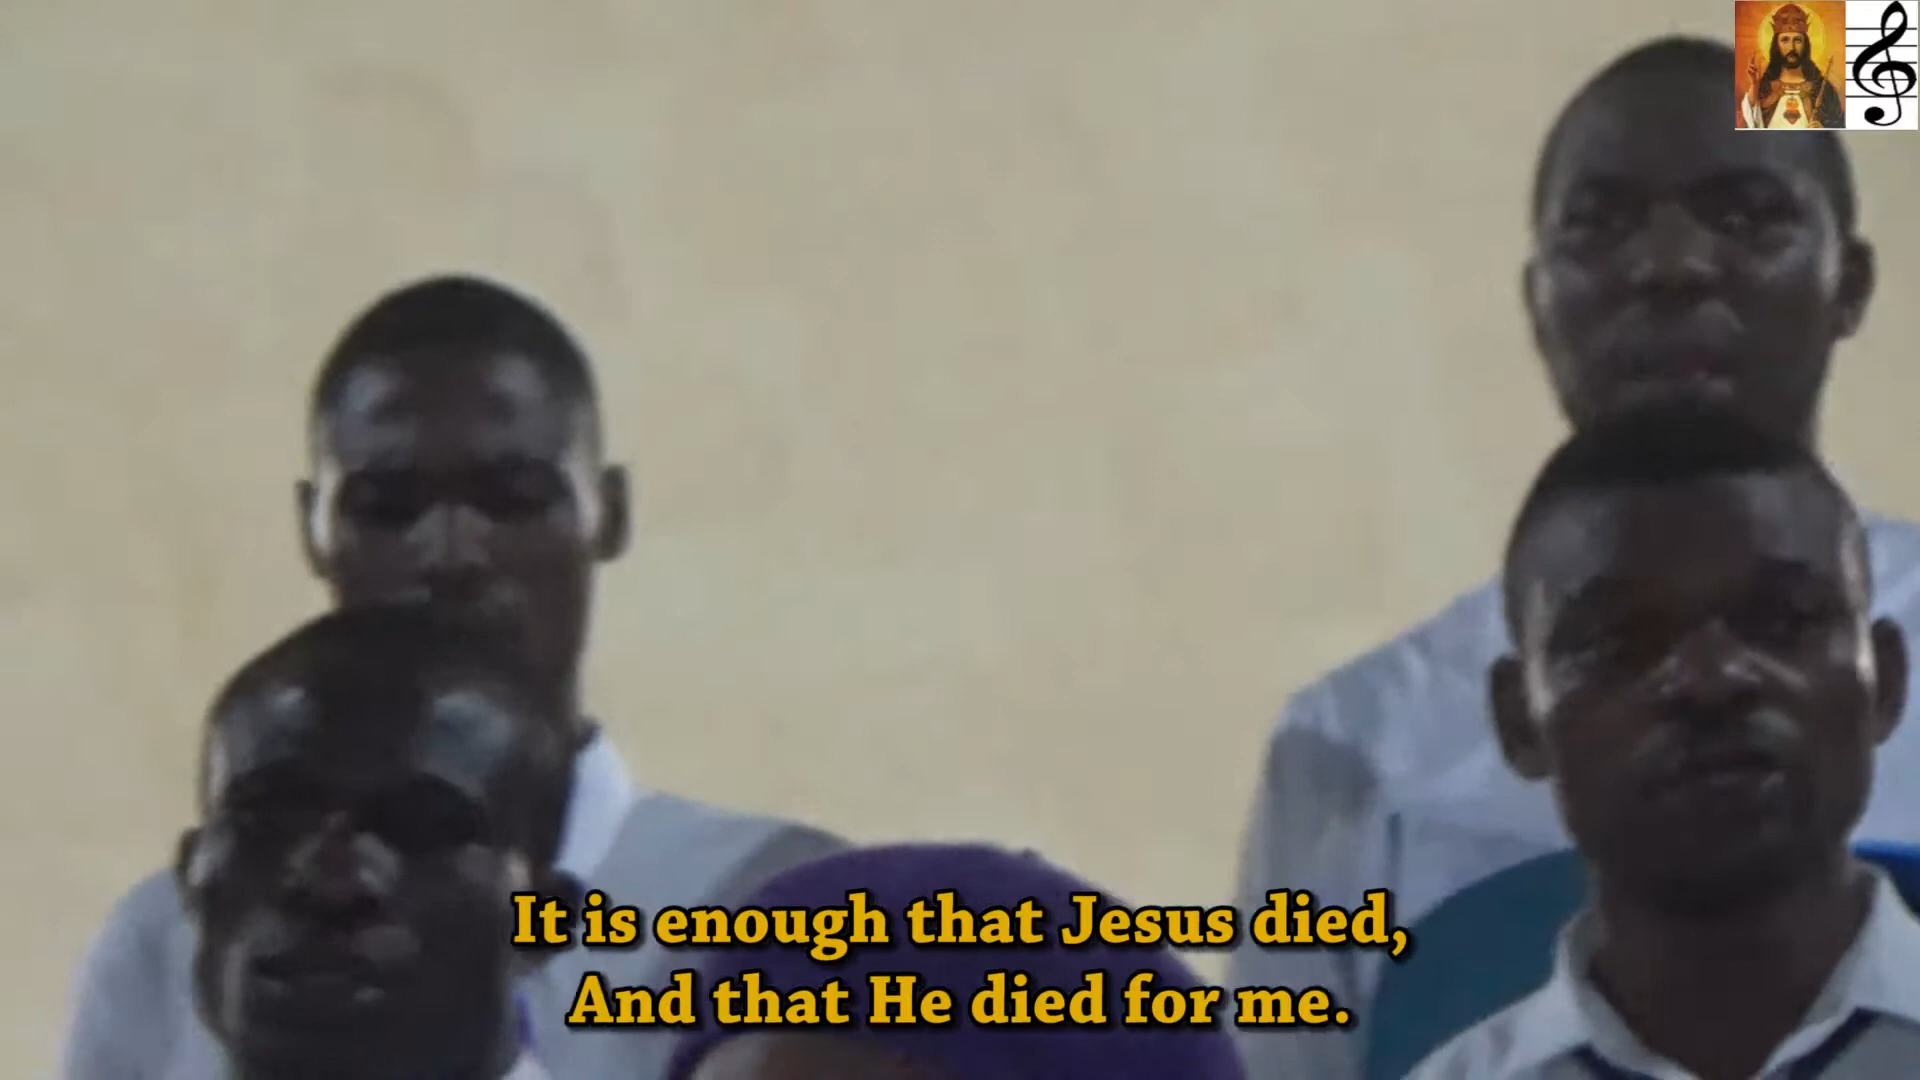 It is enough that Jesus died,
And that He died for me.